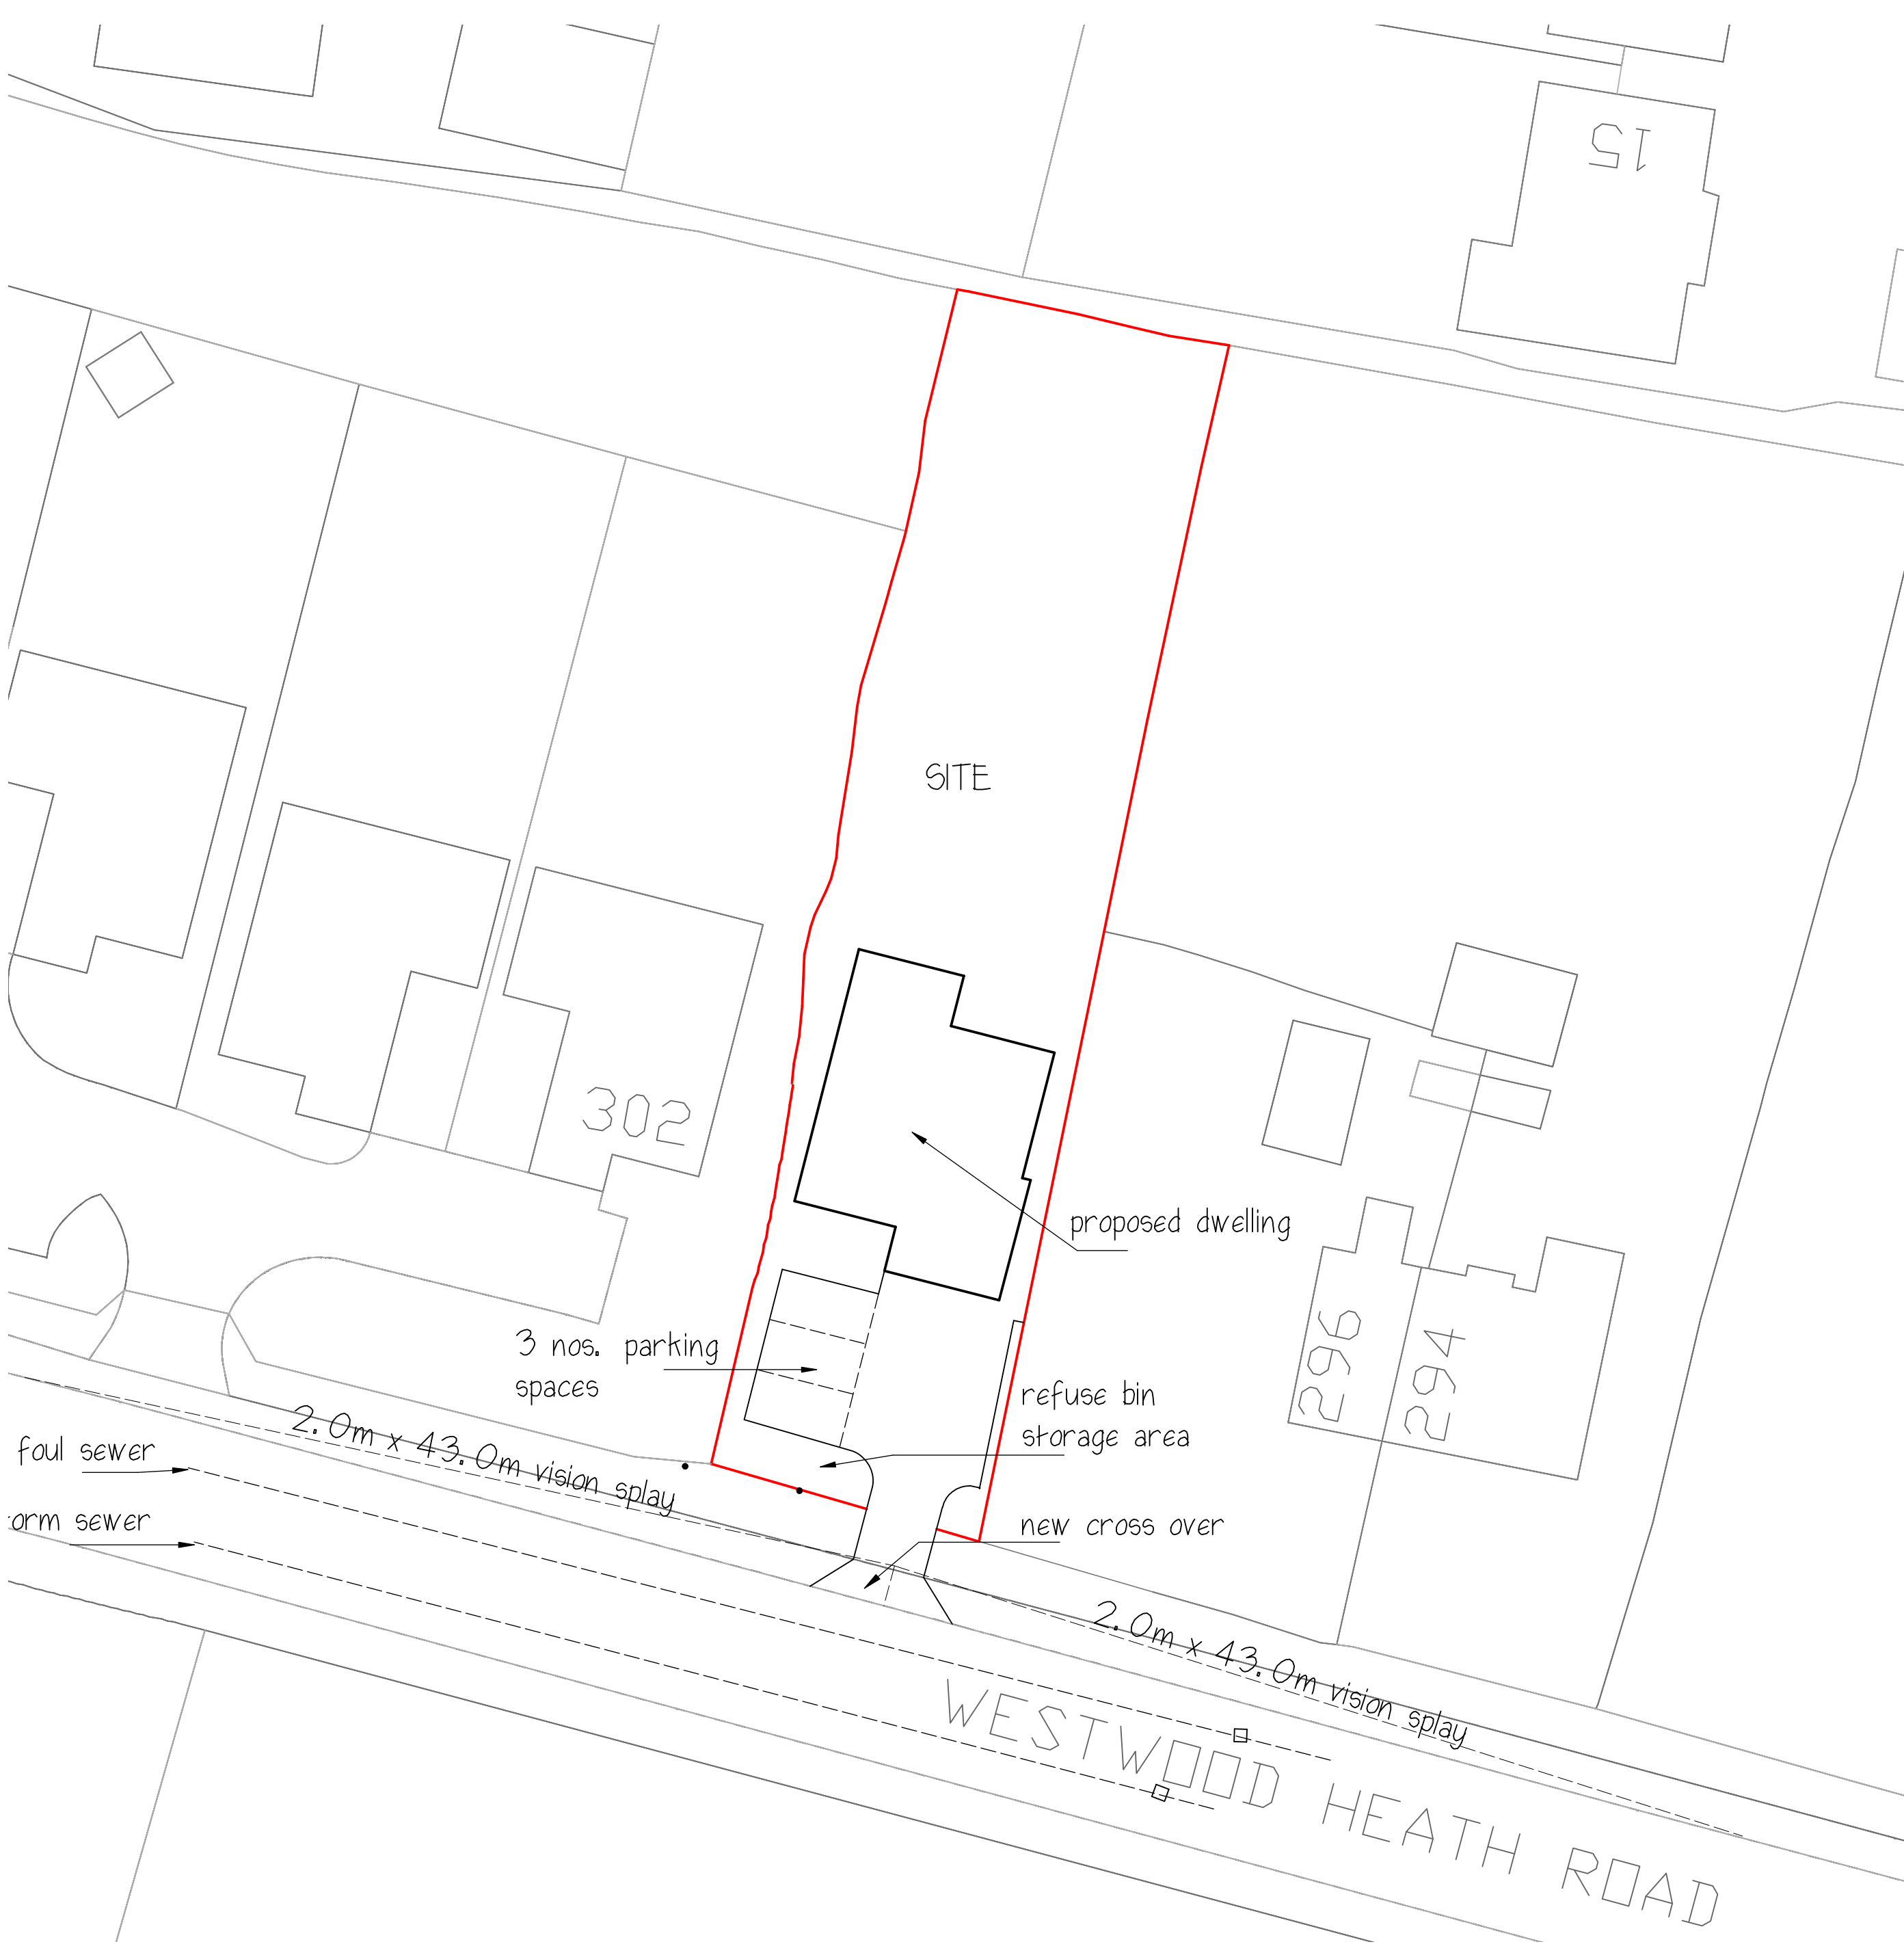 15
SITE
302
proposed dwelling
296
294
3 nos. parking
spaces
refuse bin
storage area
2.0m x 43.0m vision splay
foul sewer
orm sewer
new cross over
2.0m x 43.0m vision splay
WESTWOOD HEATH ROAD